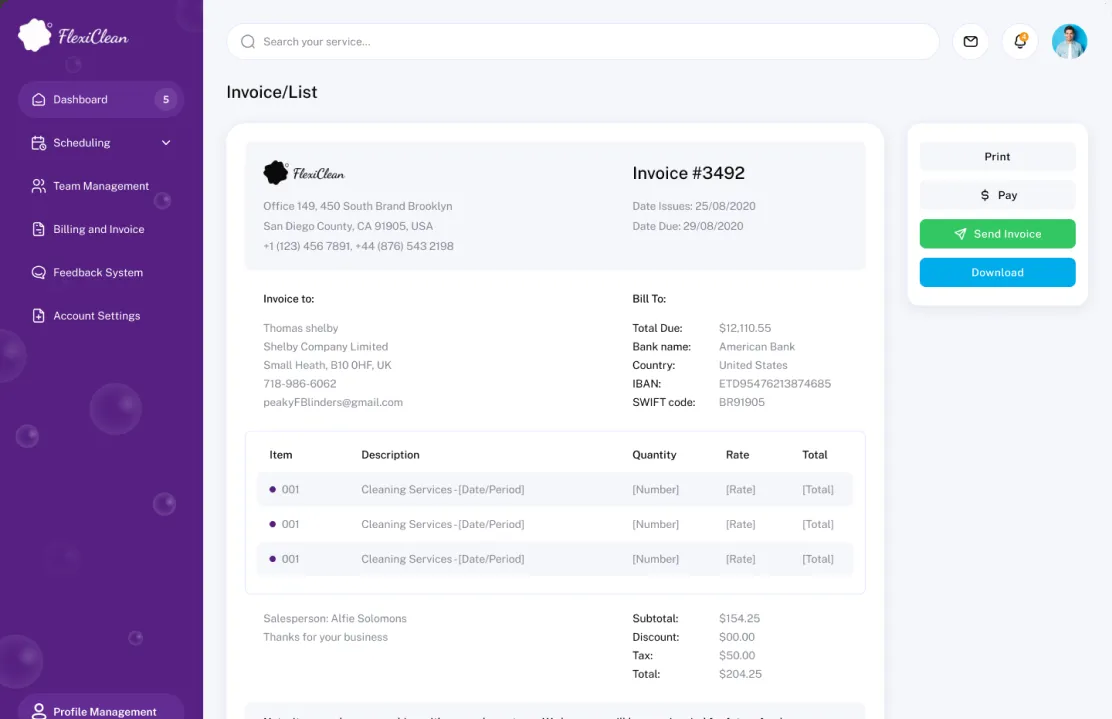 FlexiClean
Search your service...
4
Dashboard 5
Scheduling
Team Management
Billing and Invoice
Feedback System
Account Settings
Profile Management
Invoice/List
FlexiClean
Office 149, 450 South Brand Brooklyn
San Diego County, CA 91905, USA
+1 (123) 456 7891, +44 (876) 543 2198
Invoice #3492
Date Issues: 25/08/2020
Date Due: 29/08/2020
Invoice to:
Thomas shelby
Shelby Company Limited
Small Heath, B10 0HF, UK
718-986-6062
peakyFBlinders@gmail.com
Bill To:
Total Due: $12,110.55
Bank name: American Bank
Country: United States
IBAN: ETD95476213874685
SWIFT code: BR91905
Item Description Quantity Rate Total
001 Cleaning Services - [Date/Period] [Number] [Rate] [Total]
001 Cleaning Services - [Date/Period] [Number] [Rate] [Total]
001 Cleaning Services - [Date/Period] [Number] [Rate] [Total]
Salesperson: Alfie Solomons
Thanks for your business
Subtotal: $154.25
Discount: $00.00
Tax: $50.00
Total: $204.25
Print
$ Pay
Send Invoice
Download